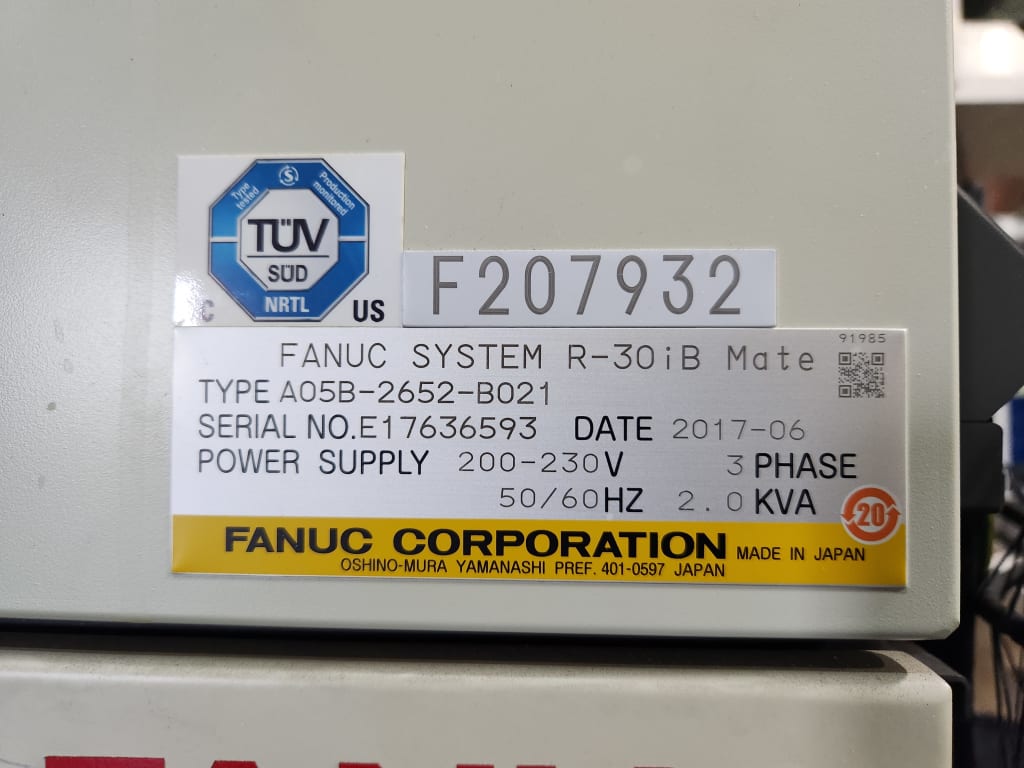 Type tested
S
Production monitored
TÜV
SÜD
NRTL
C US
F207932
91985
FANUC SYSTEM R-30iB Mate
TYPE A05B-2652-B021
SERIAL NO.E17636593 DATE 2017-06
POWER SUPPLY 200-230V 3 PHASE
50/60HZ 2.0KVA
20
FANUC CORPORATION MADE IN JAPAN
OSHINO-MURA YAMANASHI PREF. 401-0597 JAPAN